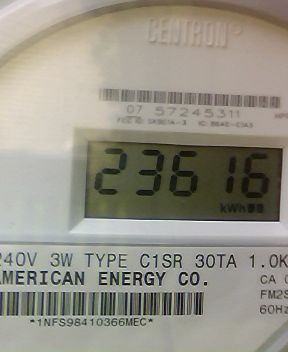 CENTRON®
07 57245311
23616
kWh
240V 3W TYPE C1SR 30TA 1.0K
AMERICAN ENERGY CO. CA
FM2S
*1NFS98410366MEC* 60Hz